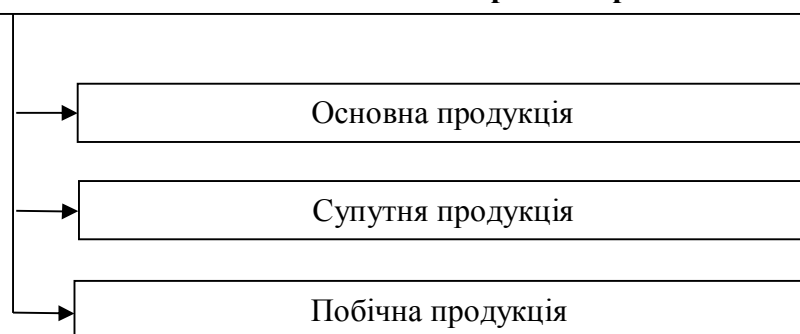 Основна продукція
Супутня продукція
Побічна продукція